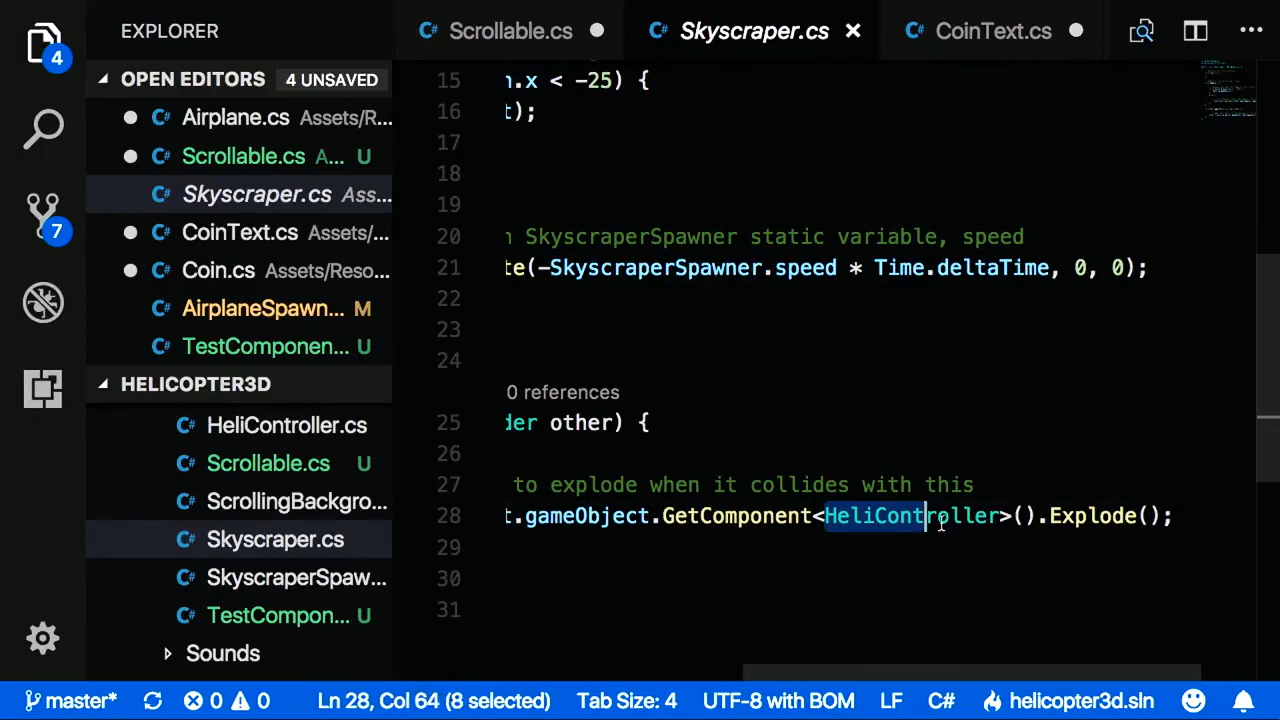 EXPLORER
Scrollable.cs
Skyscraper.cs
CoinText.cs
4
OPEN EDITORS 4 UNSAVED
Airplane.cs Assets/R...
Scrollable.cs A... U
Skyscraper.cs Ass...
CoinText.cs Assets/...
Coin.cs Assets/Reso...
AirplaneSpawn... M
TestComponen... U
7
HELICOPTER3D
HeliController.cs
Scrollable.cs U
ScrollingBackgro...
Skyscraper.cs
SkyscraperSpaw...
TestCompon... U
Sounds
15 n.x < -25) {
16 t);
17
18
19
20 n SkyscraperSpawner static variable, speed
21 te(-SkyscraperSpawner.speed * Time.deltaTime, 0, 0);
22
23
24
0 references
25 der other) {
26
27 to explode when it collides with this
28 t.gameObject.GetComponent<HeliController>().Explode();
29
30
31
master* 0 0 Ln 28, Col 64 (8 selected) Tab Size: 4 UTF-8 with BOM LF C# helicopter3d.sln